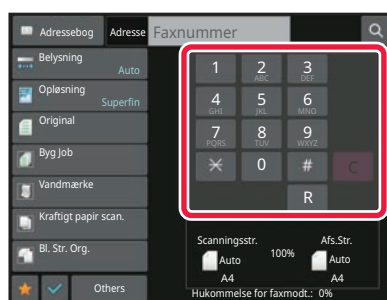 Adressebog Adresse Faxnummer
Belysning
Auto
Opløsning
Superfin
Original
Byg Job
Vandmærke
Kraftigt papir scan.
Bl. Str. Org.
Others
1 2 3
ABC DEF
4 5 6
GHI JKL MNO
7 8 9
PQRS TUV WXYZ
0 # C
R
Scanningsstr. Afs.Str.
Auto 100% Auto
A4 A4
Hukommelse for faxmodt.: 0%